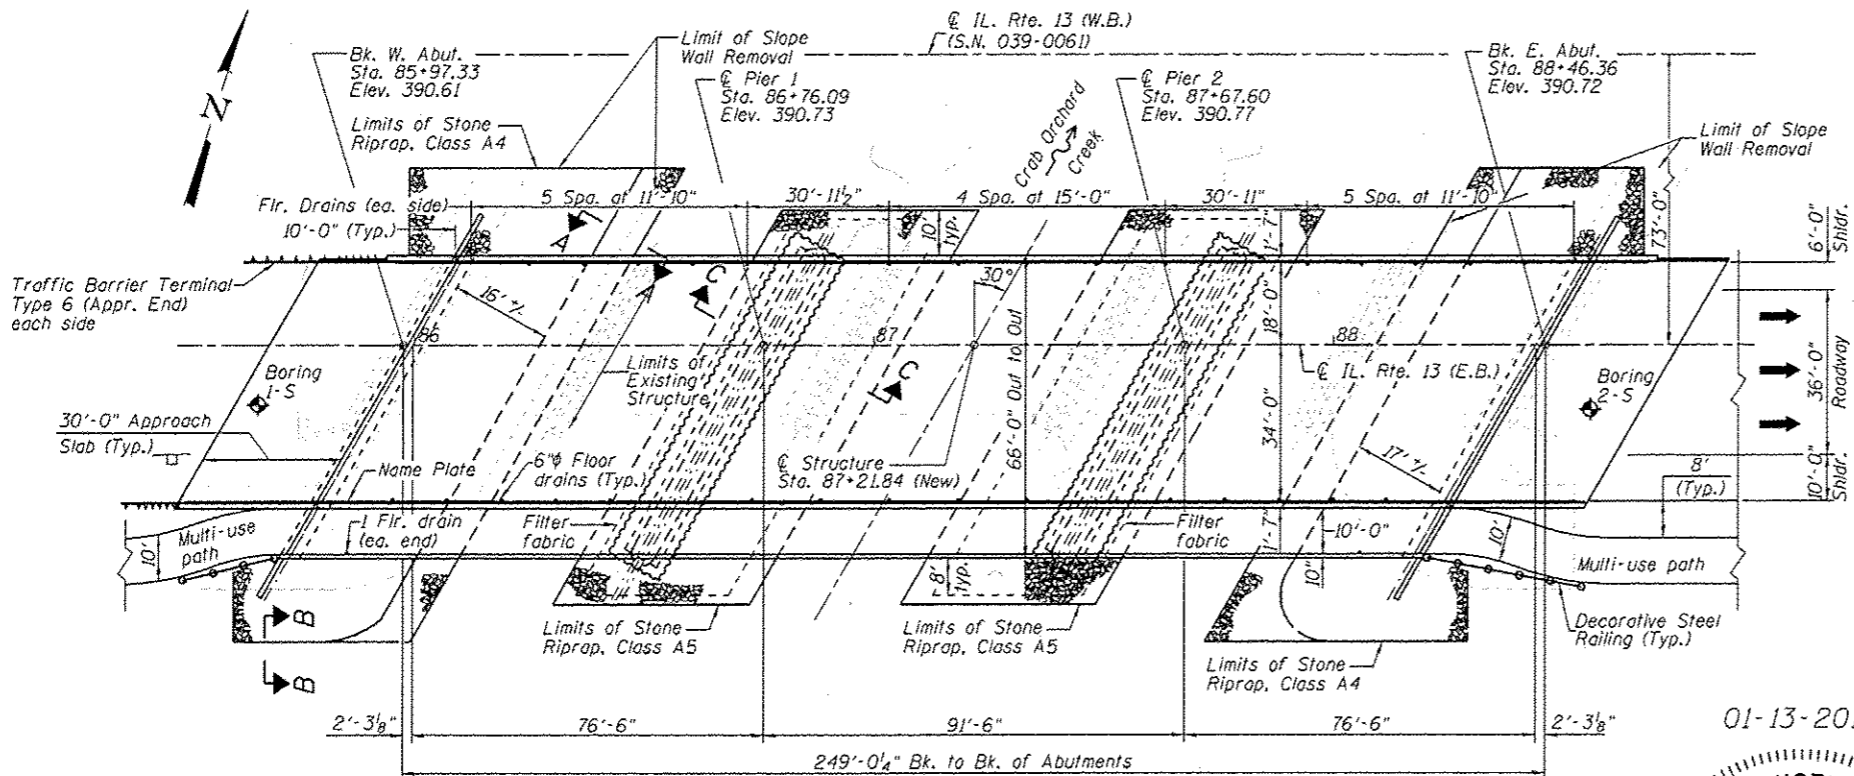 ℄ IL. Rte. 13 (W.B.)
(S.N. 039-0061)
Bk. W. Abut.
Sta. 85+97.33
Elev. 390.61
Limit of Slope
Wall Removal
℄ Pier 1
Sta. 86+76.09
Elev. 390.73
℄ Pier 2
Sta. 87+67.60
Elev. 390.77
Bk. E. Abut.
Sta. 88+46.36
Elev. 390.72
N
Limits of Stone
Riprap, Class A4
Crab Orchard
Creek
Limit of Slope
Wall Removal
Flr. Drains (ea. side)
10'-0" (Typ.)
5 Spa. at 11'-10"
30'-11½"
4 Spa. at 15'-0"
30'-11"
5 Spa. at 11'-10"
10'
typ.
1'-7"
73'-0"
6'-0"
Shldr.
A
A
C
Traffic Barrier Terminal
Type 6 (Appr. End)
each side
16' +/-
30°
18'-0"
86
87
88
Limits of
Existing
Structure
66'-0" Out to Out
℄ IL. Rte. 13 (E.B.)
36'-0"
Roadway
Boring
1-S
C
Boring
2-S
30'-0" Approach
Slab (Typ.)
Name Plate
6"ϕ Floor
drains (Typ.)
℄ Structure
Sta. 87+21.84 (New)
34'-0"
17' +/-
8'
(Typ.)
10'-0"
Shldr.
10'
Multi-use
path
1 Flr. drain
(ea. end)
Filter
fabric
8'
typ.
Filter
fabric
1'-7"
10'-0"
10"
10'
Multi-use path
B
B
Limits of Stone
Riprap, Class A5
Limits of Stone
Riprap, Class A5
Limits of Stone
Riprap, Class A4
Decorative Steel
Railing (Typ.)
2'-3⅛"
76'-6"
91'-6"
76'-6"
2'-3⅛"
249'-0¼" Bk. to Bk. of Abutments
01-13-201